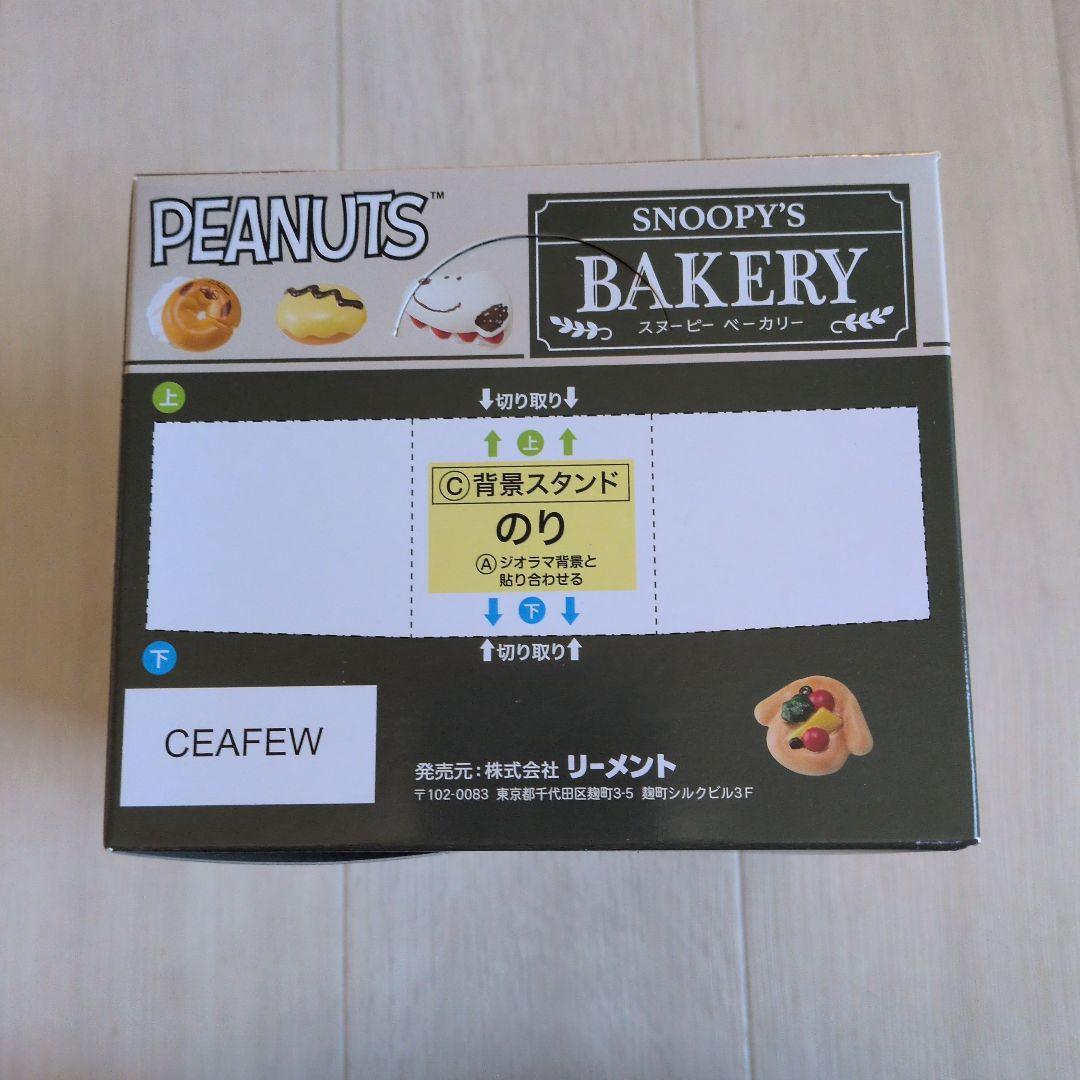 PEANUTS™
SNOOPY'S
BAKERY
スヌーピー ベーカリー
上
↓切り取り↓
↑ 上 ↑
Ⓒ背景スタンド
のり
Ⓐジオラマ背景と
貼り合わせる
↓ 下 ↓
↑切り取り↑
下
CEAFEW
発売元：株式会社 リーメント
〒102-0083 東京都千代田区麹町3-5 麹町シルクビル3F